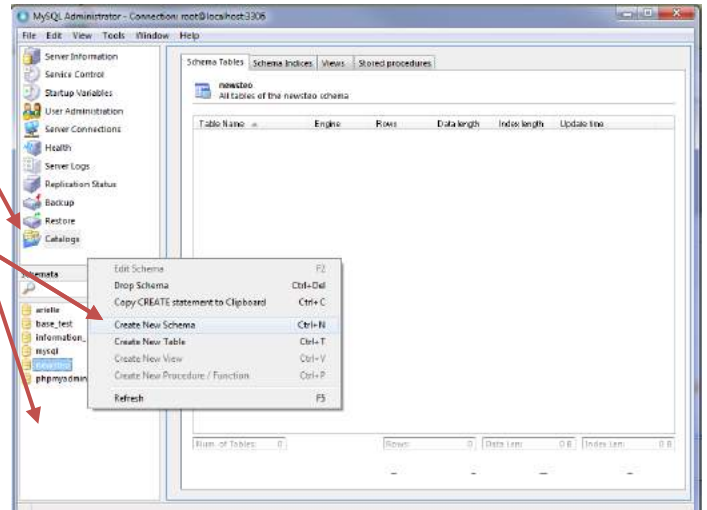 MySQL Administrator - Connection: root@localhost:3306
File Edit View Tools Window Help
Server Information
Service Control
Startup Variables
User Administration
Server Connections
Health
Server Logs
Replication Status
Backup
Restore
Catalogs
Schemata
arielle
base_test
information_
mysql
newsteo
phpmyadmin
Schema Tables Schema Indices Views Stored procedures
newsteo
All tables of the newsteo schema
Table Name Engine Rows Data length Index length Update time
Edit Schema F2
Drop Schema Ctrl+Del
Copy CREATE statement to Clipboard Ctrl+C
Create New Schema Ctrl+N
Create New Table Ctrl+T
Create New View Ctrl+V
Create New Procedure / Function Ctrl+P
Refresh F5
Num. of Tables: 0 Rows: 0 Data Len: 0 B Index Len: 0 B